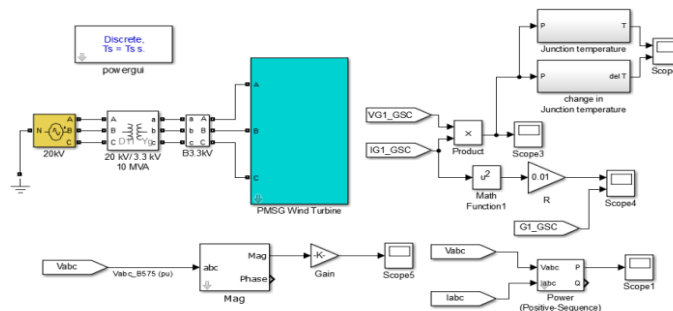 Discrete,
Ts = Ts s.
powergui
N
A
B
C
20kV
A
B
C
D11
Yg
a
b
c
20 kV/3.3 kV
10 MVA
A
B
C
a
b
c
B3.3kV
A
B
C
PMSG Wind Turbine
P
T
Junction temperature
P
del T
change in
Junction temperature
Scope
VG1_GSC
IG1_GSC
×
Product
Scope3
u²
Math
Function1
0.01
R
G1_GSC
Scope4
Vabc
Vabc_B575 (pu)
abc
Mag
Phase
Mag
-K-
Gain
Scope5
Vabc
Iabc
Vabc
Iabc
P
Q
Power
(Positive-Sequence)
Scope1